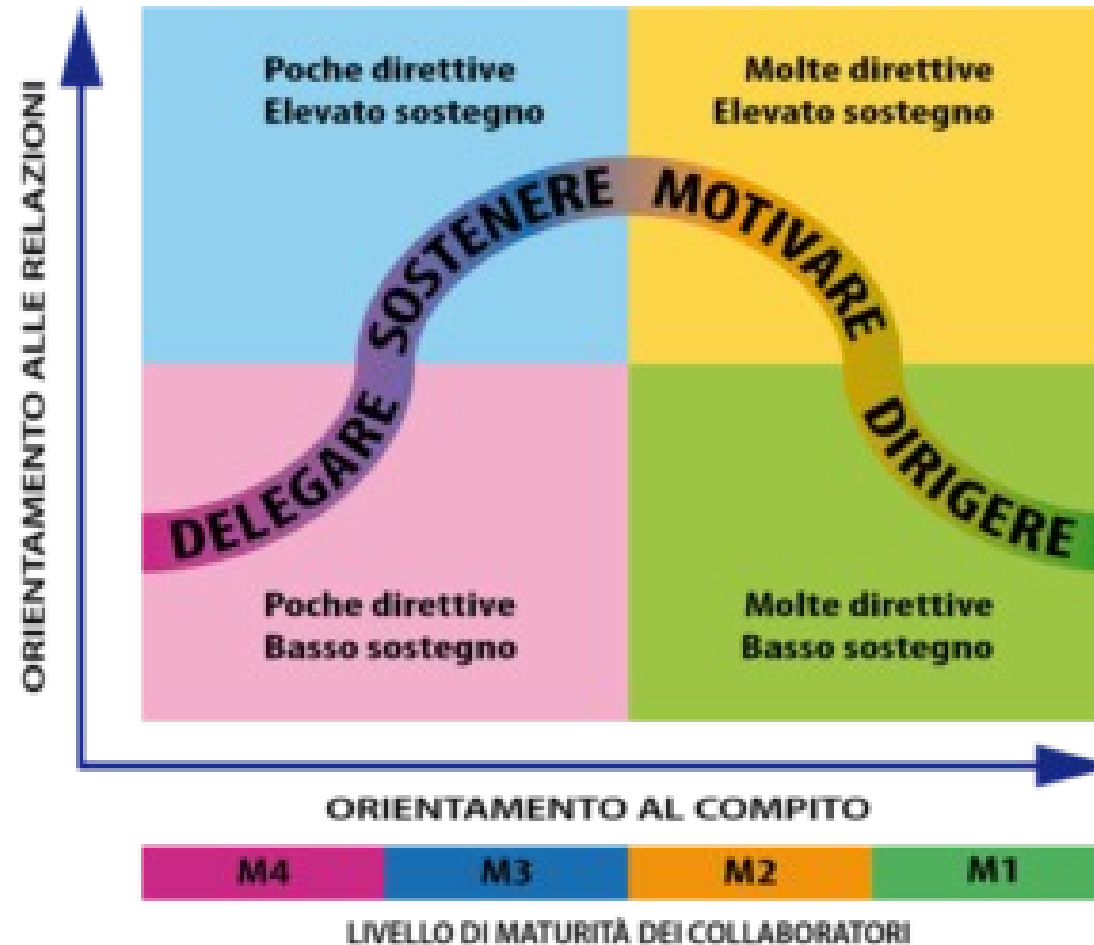 ORIENTAMENTO ALLE RELAZIONI
Poche direttive
Elevato sostegno
Molte direttive
Elevato sostegno
DELEGARE
SOSTENERE
MOTIVARE
DIRIGERE
Poche direttive
Basso sostegno
Molte direttive
Basso sostegno
ORIENTAMENTO AL COMPITO
M4
M3
M2
M1
LIVELLO DI MATURITÀ DEI COLLABORATORI